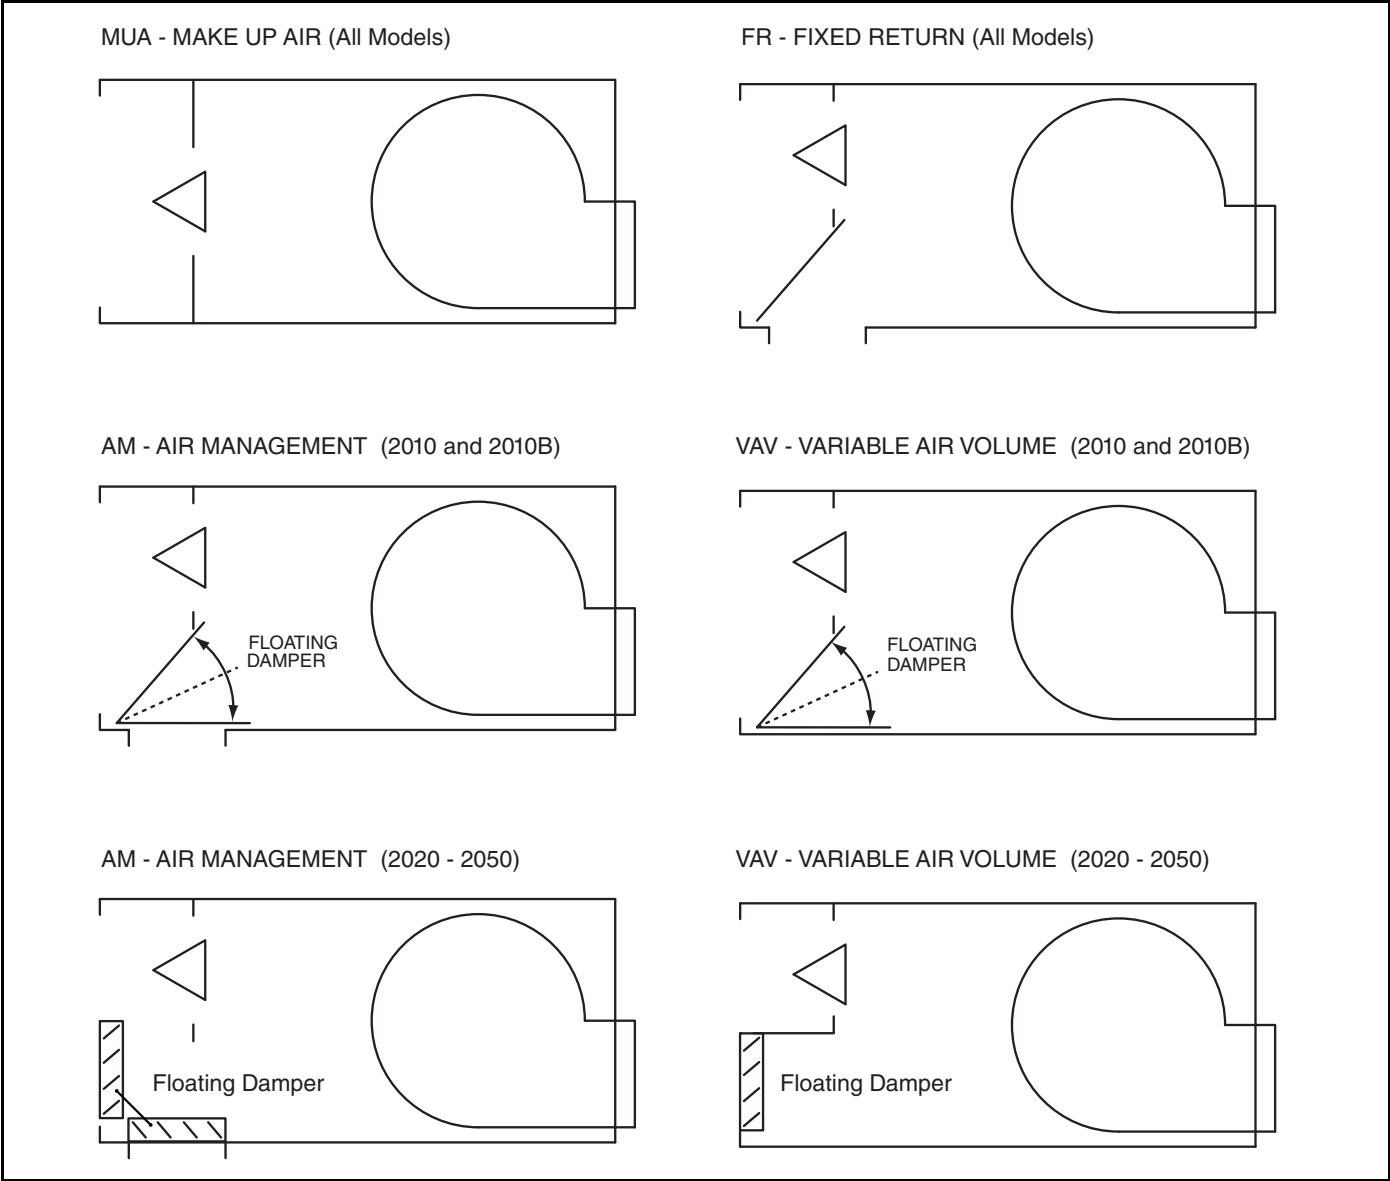 MUA - MAKE UP AIR (All Models)
FR - FIXED RETURN (All Models)
AM - AIR MANAGEMENT (2010 and 2010B)
VAV - VARIABLE AIR VOLUME (2010 and 2010B)
FLOATING
DAMPER
FLOATING
DAMPER
AM - AIR MANAGEMENT (2020 - 2050)
VAV - VARIABLE AIR VOLUME (2020 - 2050)
Floating Damper
Floating Damper